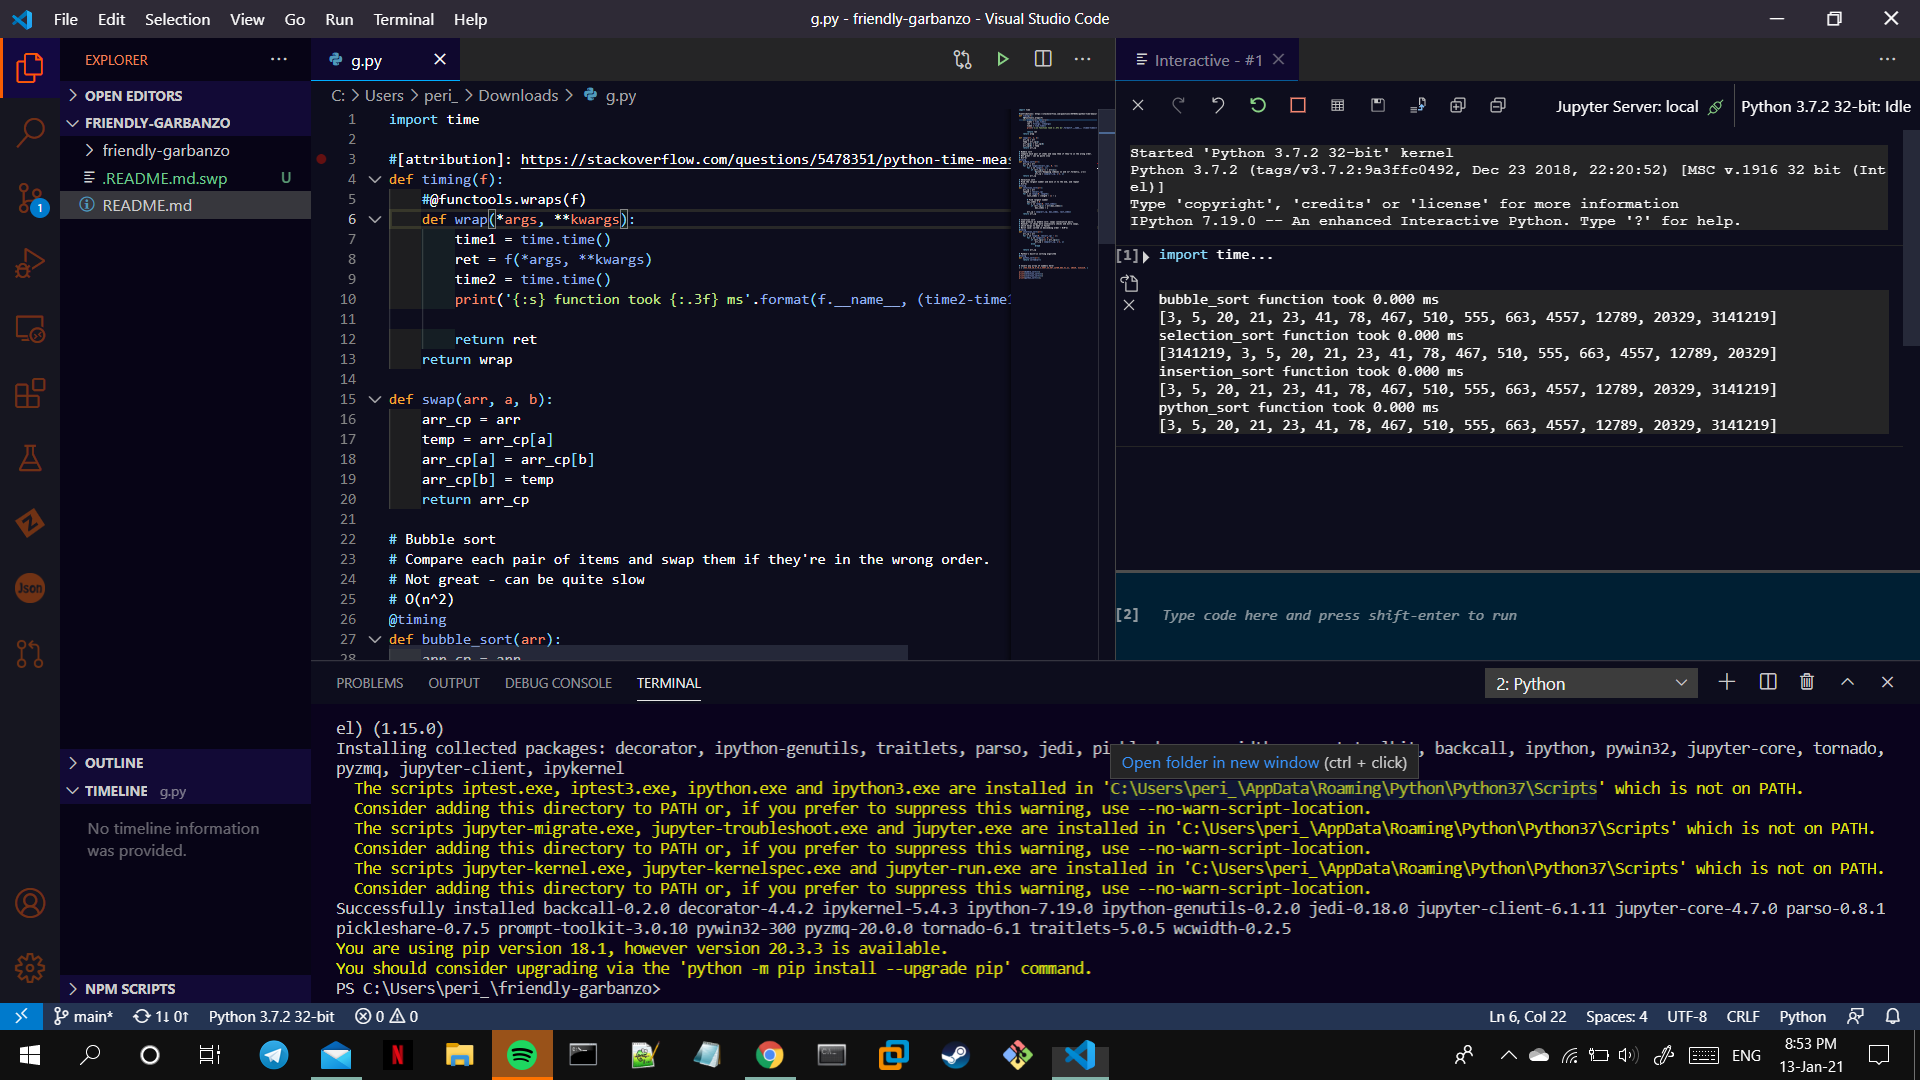 File Edit Selection View Go Run Terminal Help
g.py - friendly-garbanzo - Visual Studio Code
EXPLORER
OPEN EDITORS
FRIENDLY-GARBANZO
friendly-garbanzo
.README.md.swp U
README.md
1
Json
OUTLINE
TIMELINE g.py
No timeline information
was provided.
NPM SCRIPTS
g.py
C: > Users > peri_ > Downloads > g.py
1 import time
2
3 #[attribution]: https://stackoverflow.com/questions/5478351/python-time-meas
4 def timing(f):
5 #@functools.wraps(f)
6 def wrap(*args, **kwargs):
7 time1 = time.time()
8 ret = f(*args, **kwargs)
9 time2 = time.time()
10 print('{:s} function took {:.3f} ms'.format(f.__name__, (time2-time1
11
12 return ret
13 return wrap
14
15 def swap(arr, a, b):
16 arr_cp = arr
17 temp = arr_cp[a]
18 arr_cp[a] = arr_cp[b]
19 arr_cp[b] = temp
20 return arr_cp
21
22 # Bubble sort
23 # Compare each pair of items and swap them if they're in the wrong order.
24 # Not great - can be quite slow
25 # O(n^2)
26 @timing
27 def bubble_sort(arr):
28 arr_cp = arr
Interactive - #1
Jupyter Server: local Python 3.7.2 32-bit: Idle
Started 'Python 3.7.2 32-bit' kernel
Python 3.7.2 (tags/v3.7.2:9a3ffc0492, Dec 23 2018, 22:20:52) [MSC v.1916 32 bit (Int
el)]
Type 'copyright', 'credits' or 'license' for more information
IPython 7.19.0 -- An enhanced Interactive Python. Type '?' for help.
[1] import time...
bubble_sort function took 0.000 ms
[3, 5, 20, 21, 23, 41, 78, 467, 510, 555, 663, 4557, 12789, 20329, 3141219]
selection_sort function took 0.000 ms
[3141219, 3, 5, 20, 21, 23, 41, 78, 467, 510, 555, 663, 4557, 12789, 20329]
insertion_sort function took 0.000 ms
[3, 5, 20, 21, 23, 41, 78, 467, 510, 555, 663, 4557, 12789, 20329, 3141219]
python_sort function took 0.000 ms
[3, 5, 20, 21, 23, 41, 78, 467, 510, 555, 663, 4557, 12789, 20329, 3141219]
[2] Type code here and press shift-enter to run
PROBLEMS OUTPUT DEBUG CONSOLE TERMINAL
2: Python
el) (1.15.0)
Installing collected packages: decorator, ipython-genutils, traitlets, parso, jedi, backcall, ipython, pywin32, jupyter-core, tornado,
Open folder in new window (ctrl + click)
pyzmq, jupyter-client, ipykernel
The scripts iptest.exe, iptest3.exe, ipython.exe and ipython3.exe are installed in 'C:\Users\peri_\AppData\Roaming\Python\Python37\Scripts' which is not on PATH.
Consider adding this directory to PATH or, if you prefer to suppress this warning, use --no-warn-script-location.
The scripts jupyter-migrate.exe, jupyter-troubleshoot.exe and jupyter.exe are installed in 'C:\Users\peri_\AppData\Roaming\Python\Python37\Scripts' which is not on PATH.
Consider adding this directory to PATH or, if you prefer to suppress this warning, use --no-warn-script-location.
The scripts jupyter-kernel.exe, jupyter-kernelspec.exe and jupyter-run.exe are installed in 'C:\Users\peri_\AppData\Roaming\Python\Python37\Scripts' which is not on PATH.
Consider adding this directory to PATH or, if you prefer to suppress this warning, use --no-warn-script-location.
Successfully installed backcall-0.2.0 decorator-4.4.2 ipykernel-5.4.3 ipython-7.19.0 ipython-genutils-0.2.0 jedi-0.18.0 jupyter-client-6.1.11 jupyter-core-4.7.0 parso-0.8.1
pickleshare-0.7.5 prompt-toolkit-3.0.10 pywin32-300 pyzmq-20.0.0 tornado-6.1 traitlets-5.0.5 wcwidth-0.2.5
You are using pip version 18.1, however version 20.3.3 is available.
You should consider upgrading via the 'python -m pip install --upgrade pip' command.
PS C:\Users\peri_\friendly-garbanzo>
main* 1↓ 0↑ Python 3.7.2 32-bit 0 0
Ln 6, Col 22 Spaces: 4 UTF-8 CRLF Python
ENG
8:53 PM
13-Jan-21